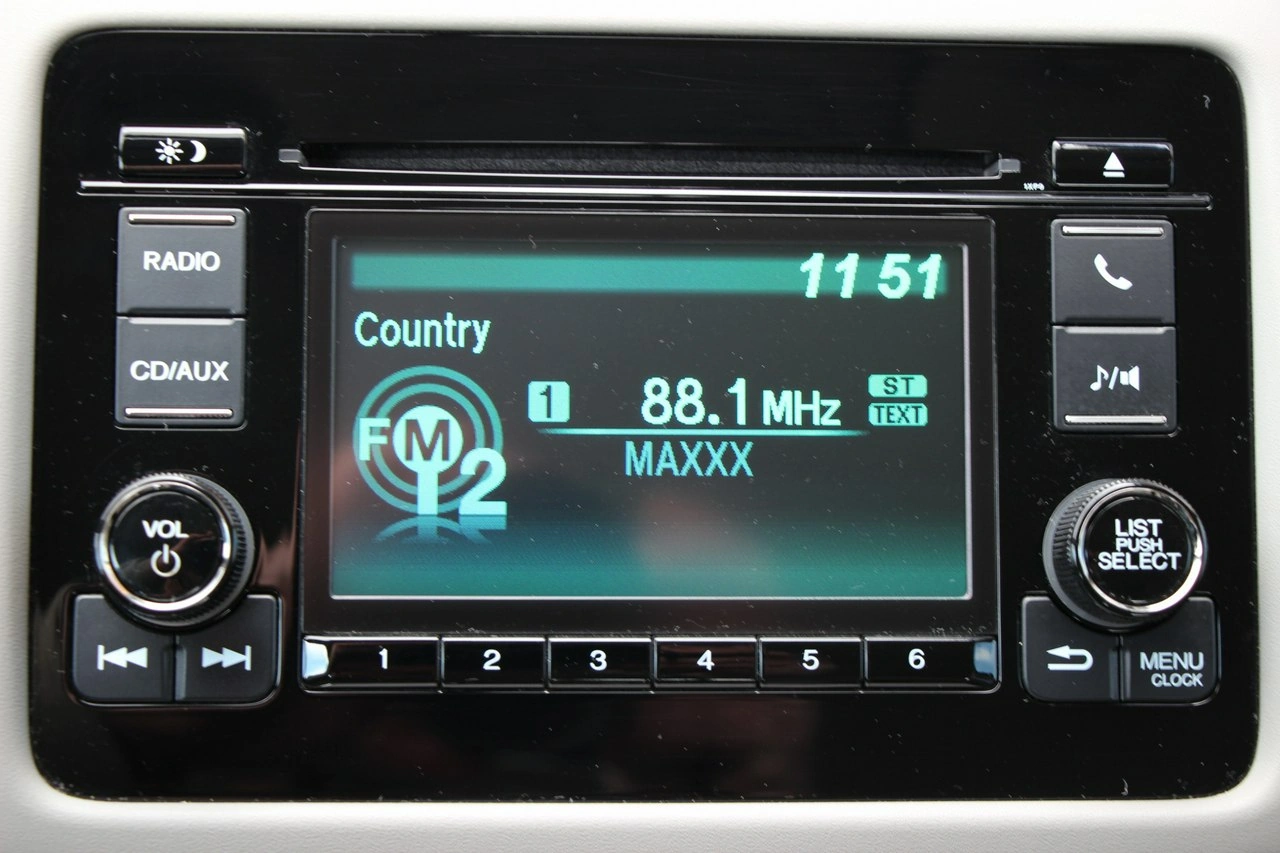 1XP0
RADIO
CD/AUX
VOL
11 51
Country
FM
2
1
88.1 MHz
ST
TEXT
MAXXX
LIST
PUSH
SELECT
1 2 3 4 5 6
MENU
CLOCK